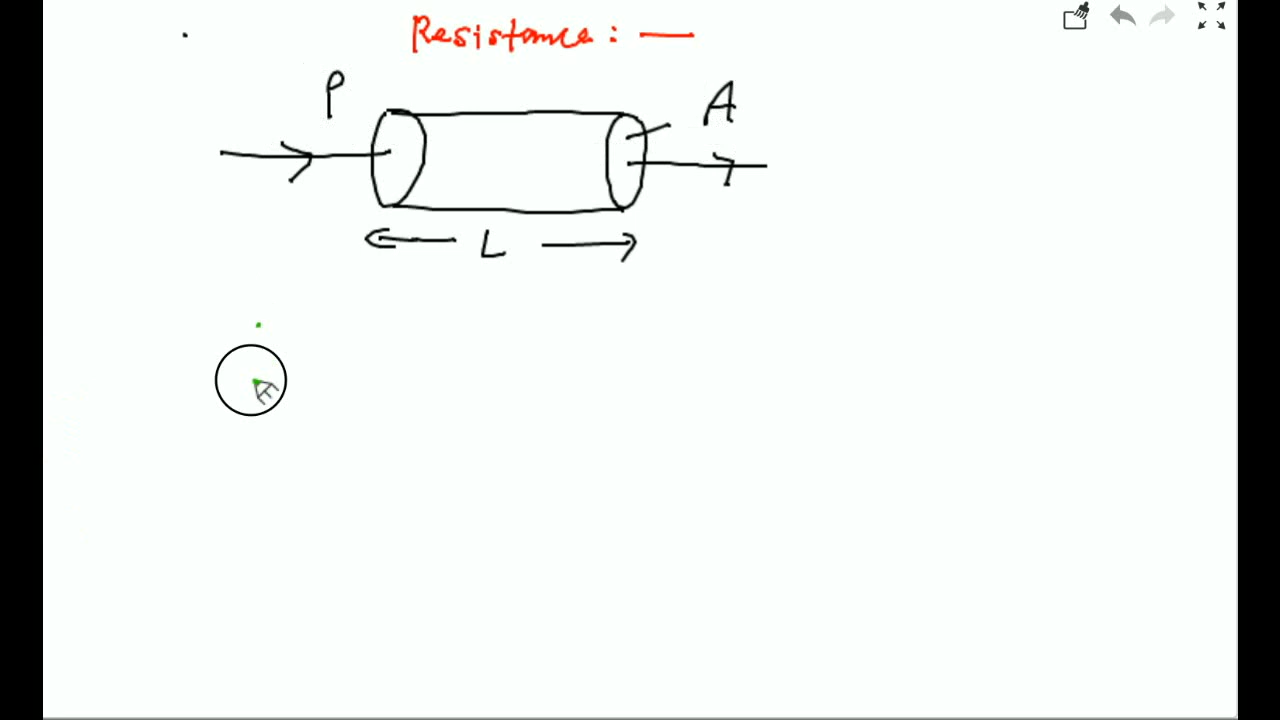 Resistance : —
P
A
L